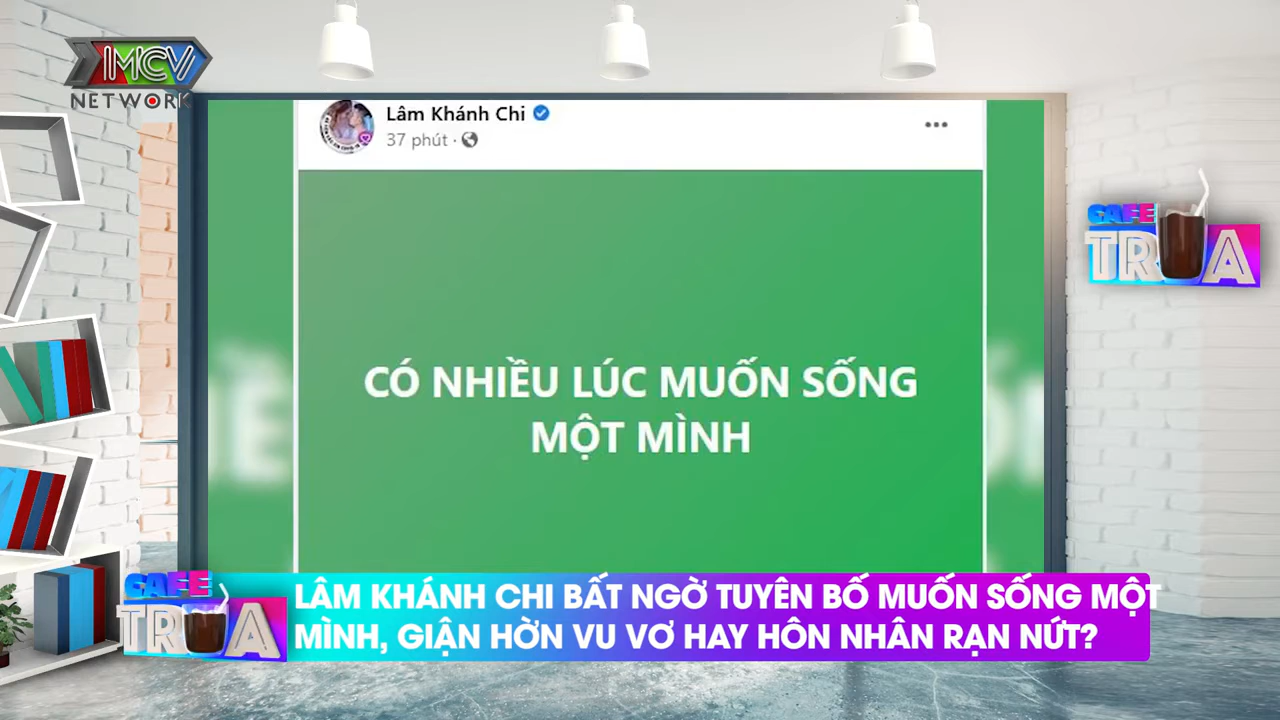 MCV
NETWORK
Lâm Khánh Chi
37 phút ·
CAFE
TRƯA
CÓ NHIỀU LÚC MUỐN SỐNG
MỘT MÌNH
CAFE
TRƯA
LÂM KHÁNH CHI BẤT NGỜ TUYÊN BỐ MUỐN SỐNG MỘT
MÌNH, GIẬN HỜN VU VƠ HAY HÔN NHÂN RẠN NỨT?